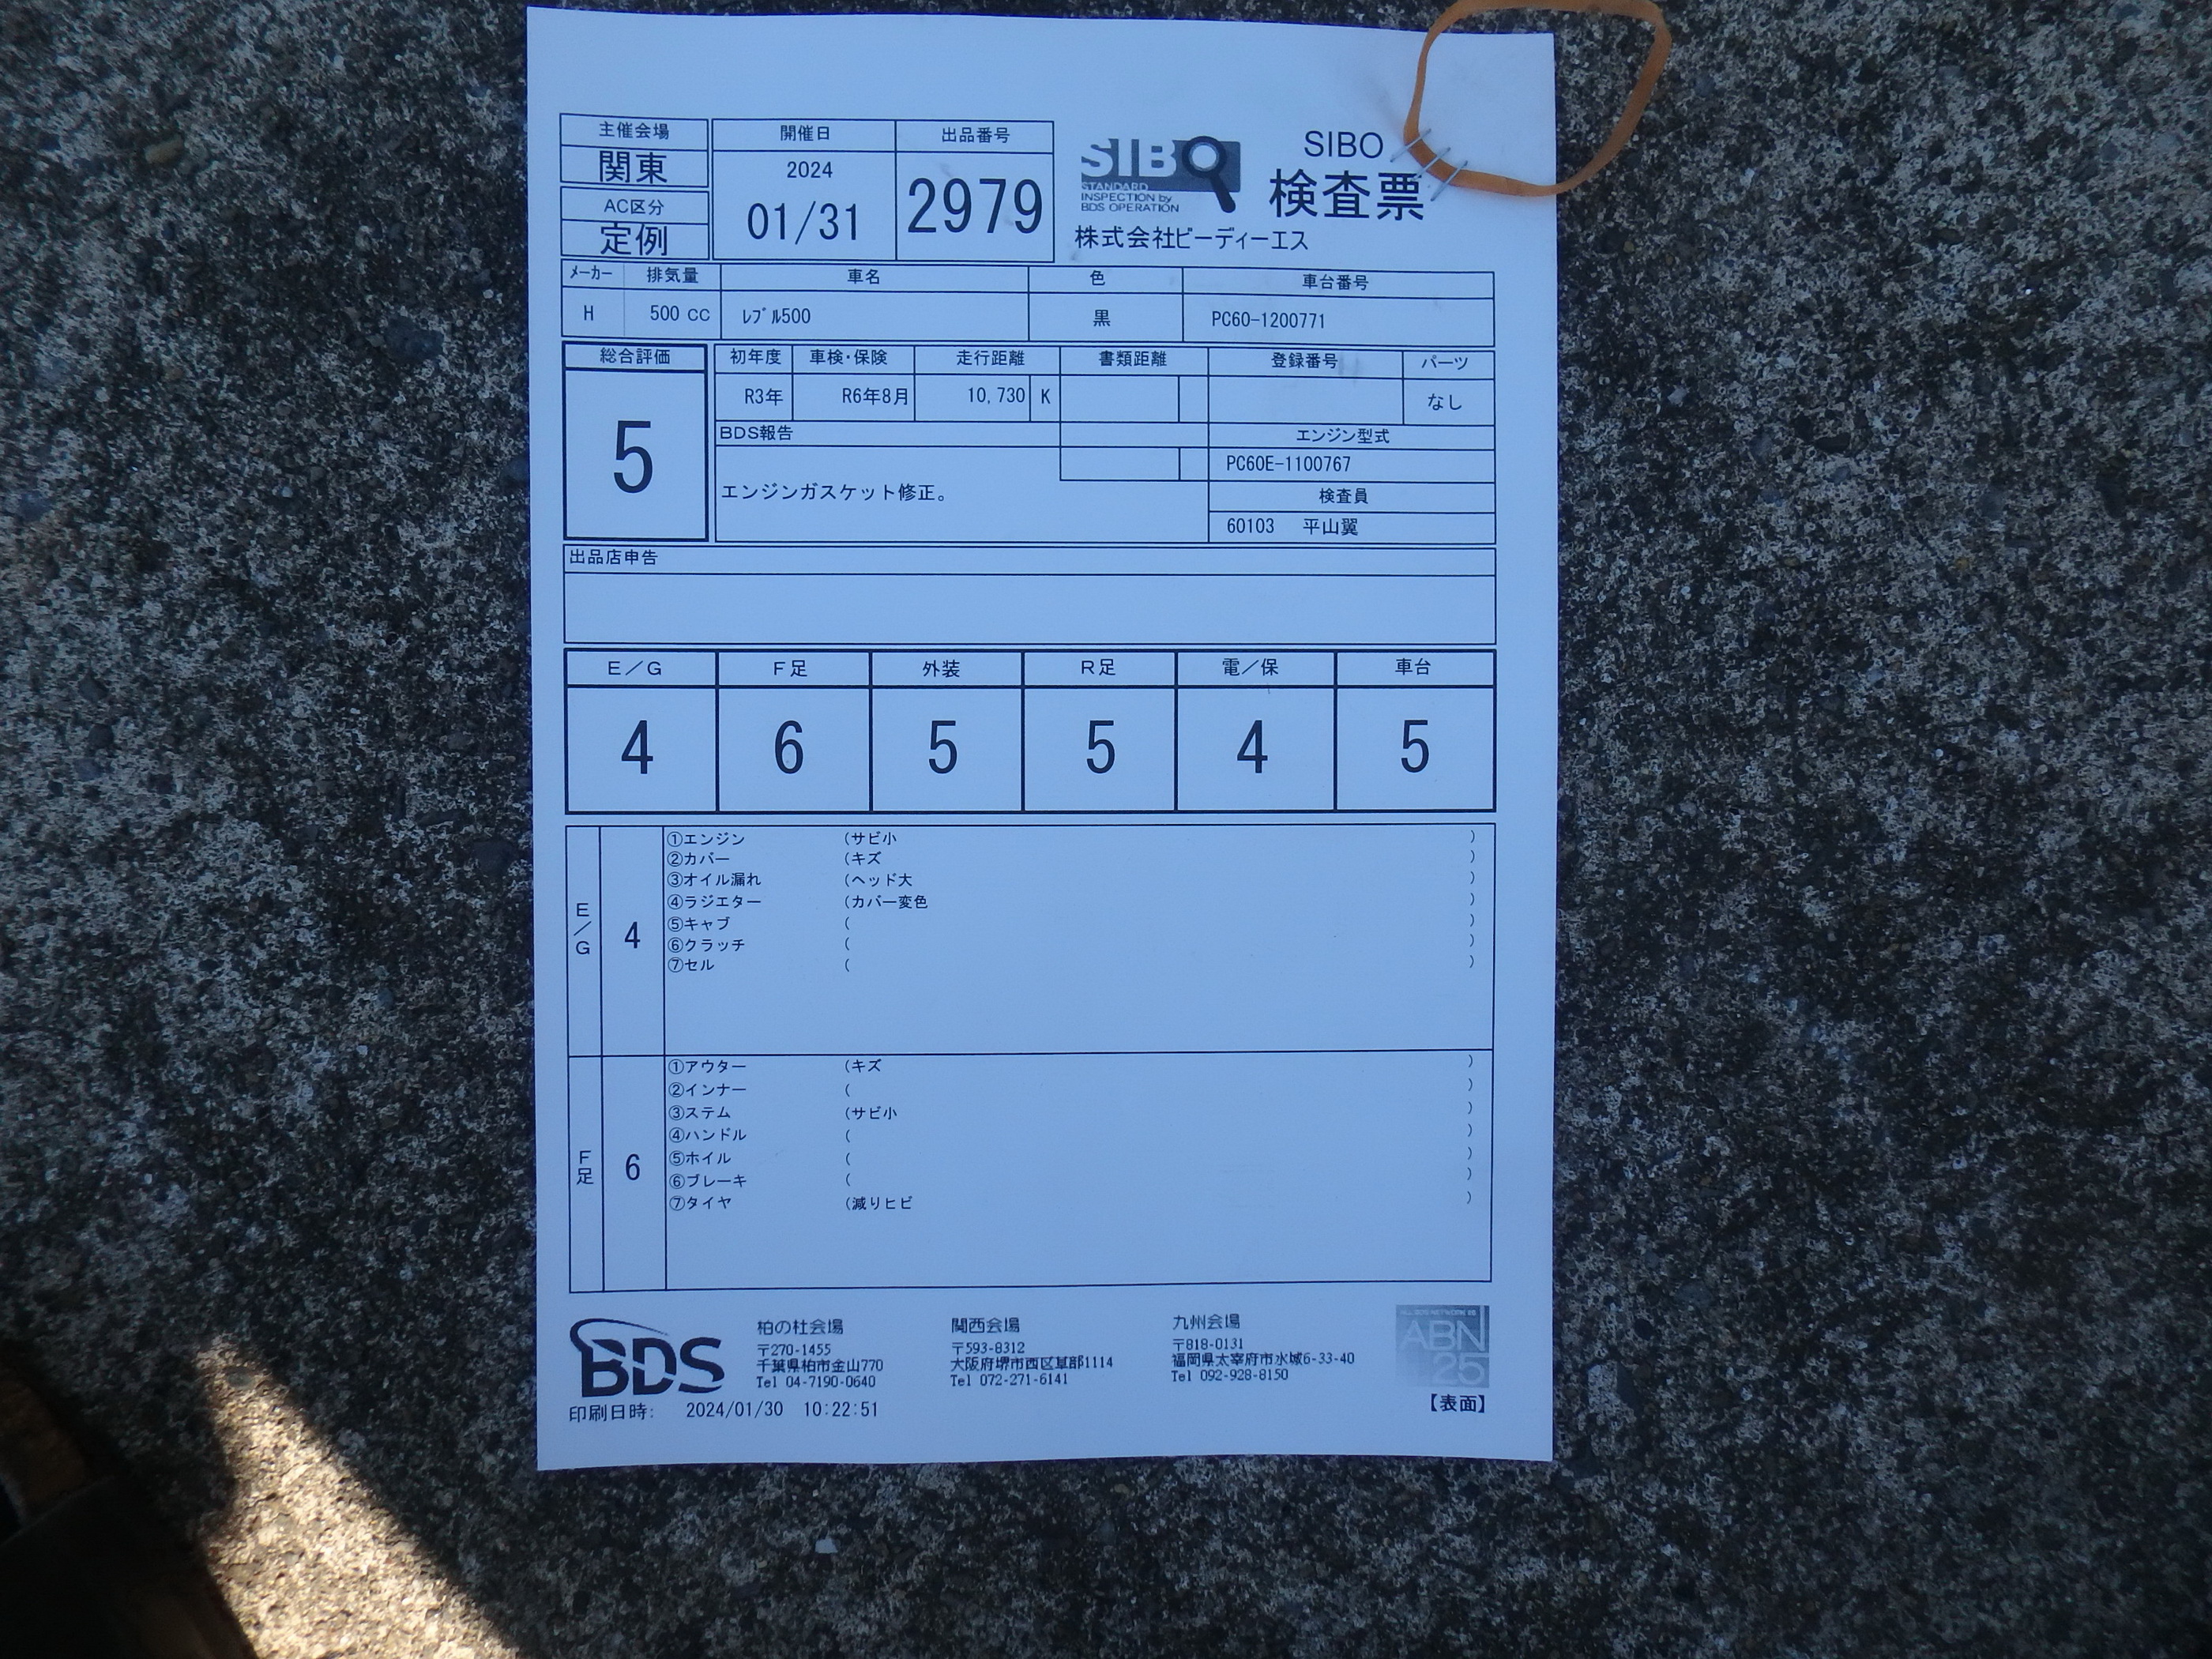 主催会場
関東
AC区分
定例
開催日
2024
01/31
出品番号
2979
SIBO
STANDARD
INSPECTION by
BDS OPERATION
SIBO
検査票
株式会社ビーディーエス
メーカー 排気量 車名 色 車台番号
H 500 cc ﾚﾌﾞﾙ500 黒 PC60-1200771
総合評価
5
初年度 車検・保険 走行距離 書類距離 登録番号 パーツ
R3年 R6年8月 10,730 K なし
BDS報告
エンジンガスケット修正。
エンジン型式
PC60E-1100767
検査員
60103 平山翼
出品店申告
E/G F足 外装 R足 電/保 車台
4 6 5 5 4 5
E/G
4
①エンジン (サビ小 )
②カバー (キズ )
③オイル漏れ (ヘッド大 )
④ラジエター (カバー変色 )
⑤キャブ ( )
⑥クラッチ ( )
⑦セル ( )
F足
6
①アウター (キズ )
②インナー ( )
③ステム (サビ小 )
④ハンドル ( )
⑤ホイル ( )
⑥ブレーキ ( )
⑦タイヤ (減りヒビ )
BDS
柏の杜会場
〒270-1455
千葉県柏市金山770
Tel 04-7190-0640
関西会場
〒593-8312
大阪府堺市西区草部1114
Tel 072-271-6141
九州会場
〒818-0131
福岡県太宰府市水城6-33-40
Tel 092-928-8150
ABN
25
【表面】
印刷日時: 2024/01/30 10:22:51